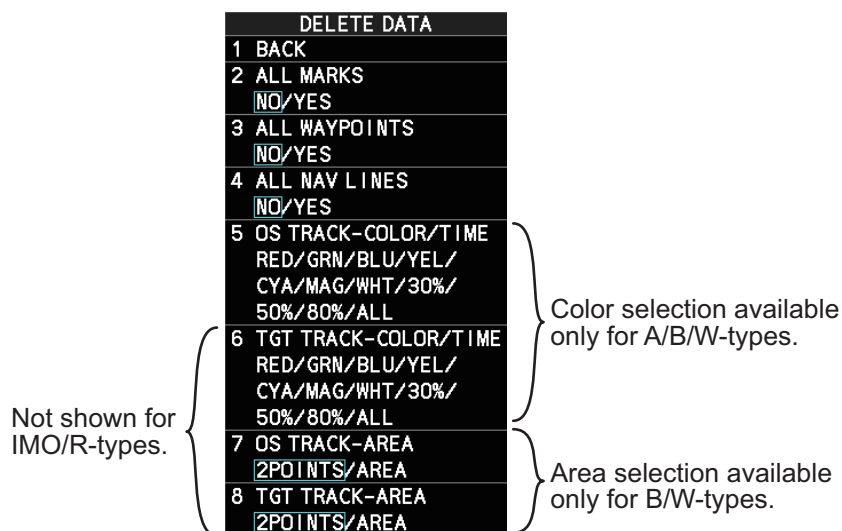 DELETE DATA
1 BACK
2 ALL MARKS
NO/YES
3 ALL WAYPOINTS
NO/YES
4 ALL NAV LINES
NO/YES
5 OS TRACK-COLOR/TIME
RED/GRN/BLU/YEL/
CYA/MAG/WHT/30%/
50%/80%/ALL
6 TGT TRACK-COLOR/TIME
RED/GRN/BLU/YEL/
CYA/MAG/WHT/30%/
50%/80%/ALL
7 OS TRACK-AREA
2POINTS/AREA
8 TGT TRACK-AREA
2POINTS/AREA
Color selection available
only for A/B/W-types.
Not shown for
IMO/R-types.
Area selection available
only for B/W-types.